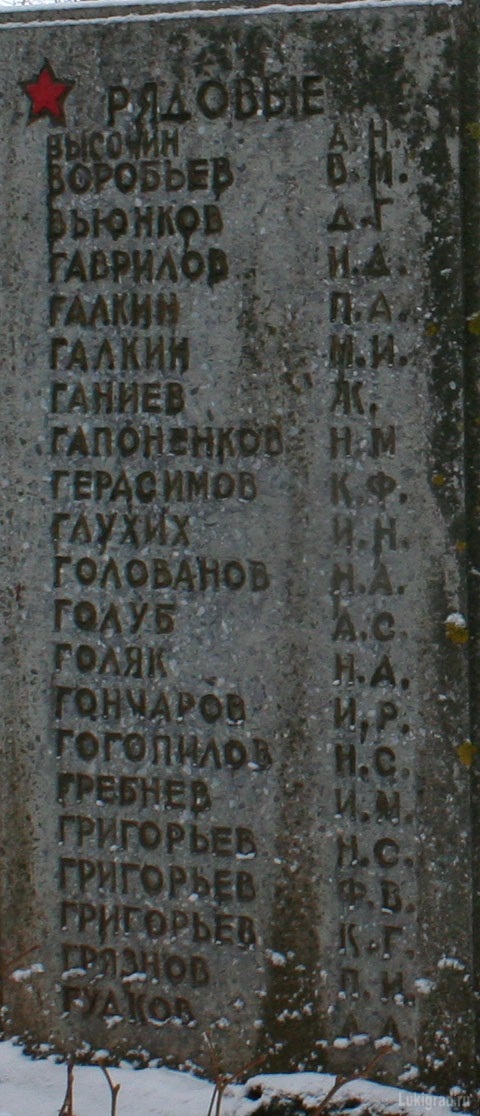 РЯДОВЫЕ
ВЫСОЧИН А.Н.
ВОРОБЬЕВ В.М.
ВЬЮНКОВ Д.Г
ГАВРИЛОВ И.Д.
ГАЛКИН П.А.
ГАЛКИН М.И.
ГАНИЕВ Ж.
ГАПОНЕНКОВ Н.М
ГЕРАСИМОВ К.Ф.
ГЛУХИХ И.Н.
ГОЛОВАНОВ Н.А.
ГОЛУБ А.С.
ГОЛЯК Н.А.
ГОНЧАРОВ И.Р.
ГОГОПИЛОВ Н.С.
ГРЕБНЕВ И.М.
ГРИГОРЬЕВ Н.С.
ГРИГОРЬЕВ Ф.В.
ГРИГОРЬЕВ К.Г.
ГРЯЗНОВ П.И.
ГУДКОВ
Lukigrad.ru